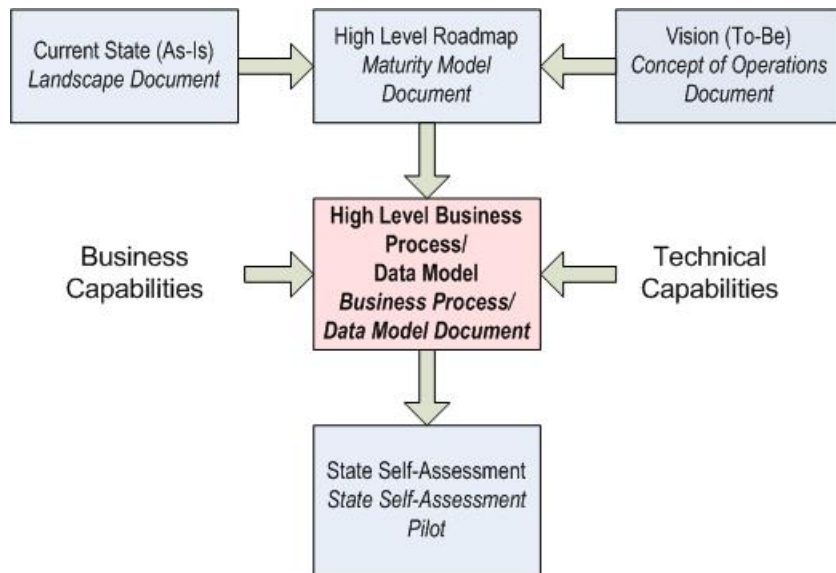 Current State (As-Is)
Landscape Document
High Level Roadmap
Maturity Model
Document
Vision (To-Be)
Concept of Operations
Document
Business
Capabilities
High Level Business
Process/
Data Model
Business Process/
Data Model Document
Technical
Capabilities
State Self-Assessment
State Self-Assessment
Pilot